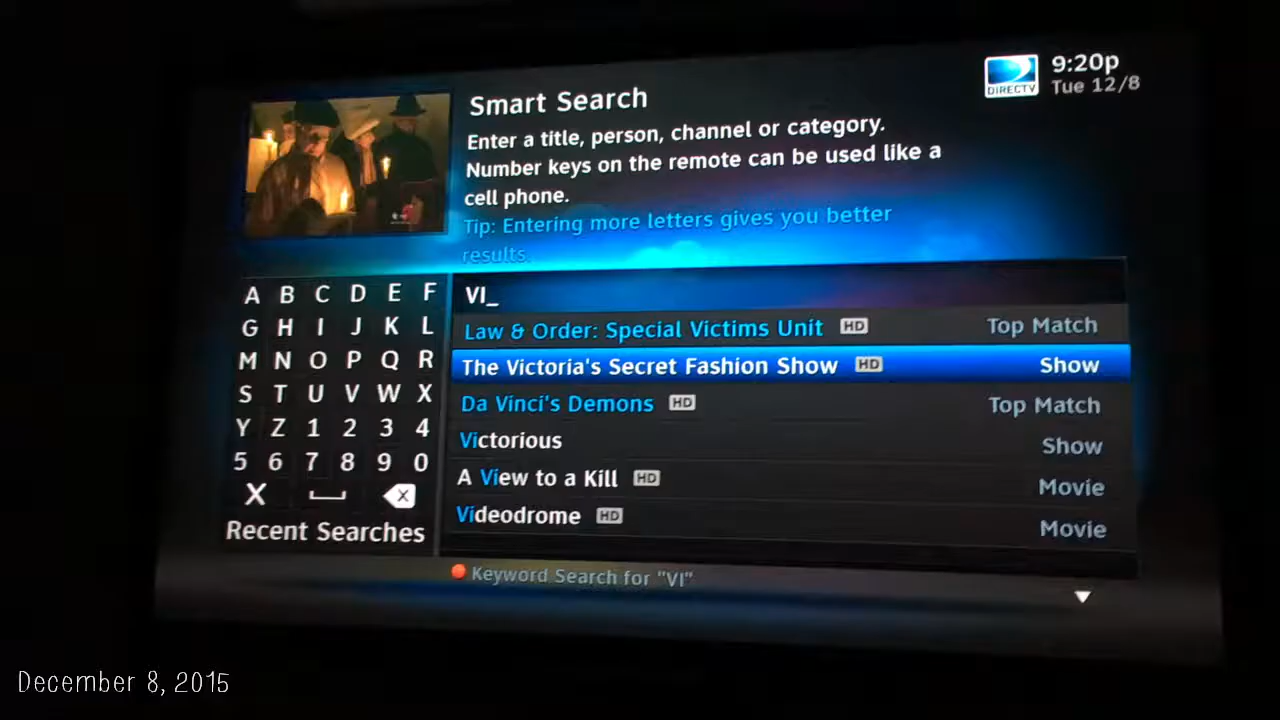 Smart Search
DIRECTV
9:20p
Tue 12/8
Enter a title, person, channel or category.
Number keys on the remote can be used like a
cell phone.
Tip: Entering more letters gives you better
results.
A B C D E F
G H I J K L
M N O P Q R
S T U V W X
Y Z 1 2 3 4
5 6 7 8 9 0
X
Recent Searches
VI_
Law & Order: Special Victims Unit HD Top Match
The Victoria's Secret Fashion Show HD Show
Da Vinci's Demons HD Top Match
Victorious Show
A View to a Kill HD Movie
Videodrome HD Movie
Keyword Search for "VI"
December 8, 2015